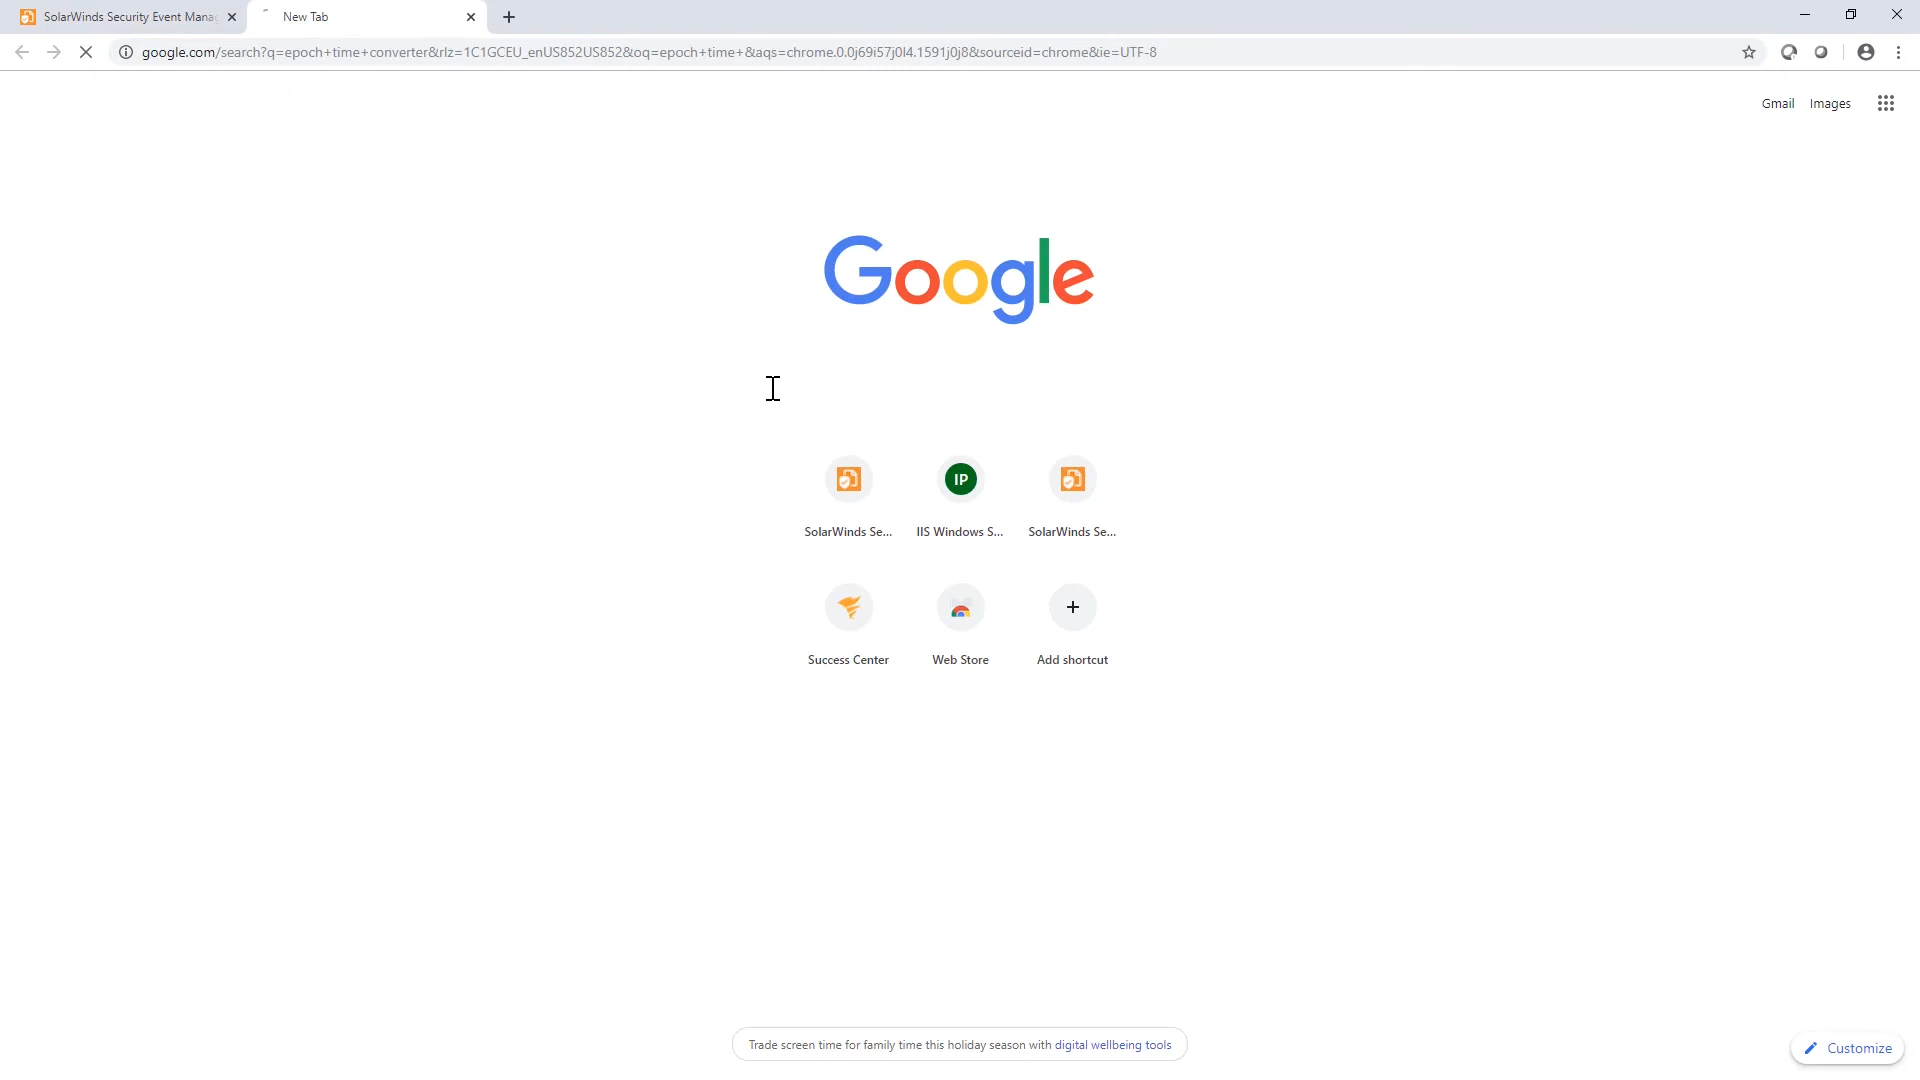 SolarWinds Security Event Mana
New Tab
google.com/search?q=epoch+time+converter&rlz=1C1GCEU_enUS852US852&oq=epoch+time+&aqs=chrome.0.0j69i57j0l4.1591j0j8&sourceid=chrome&ie=UTF-8
Gmail Images
Google
IP
SolarWinds Se... IIS Windows S... SolarWinds Se...
Success Center Web Store Add shortcut
Trade screen time for family time this holiday season with digital wellbeing tools
Customize